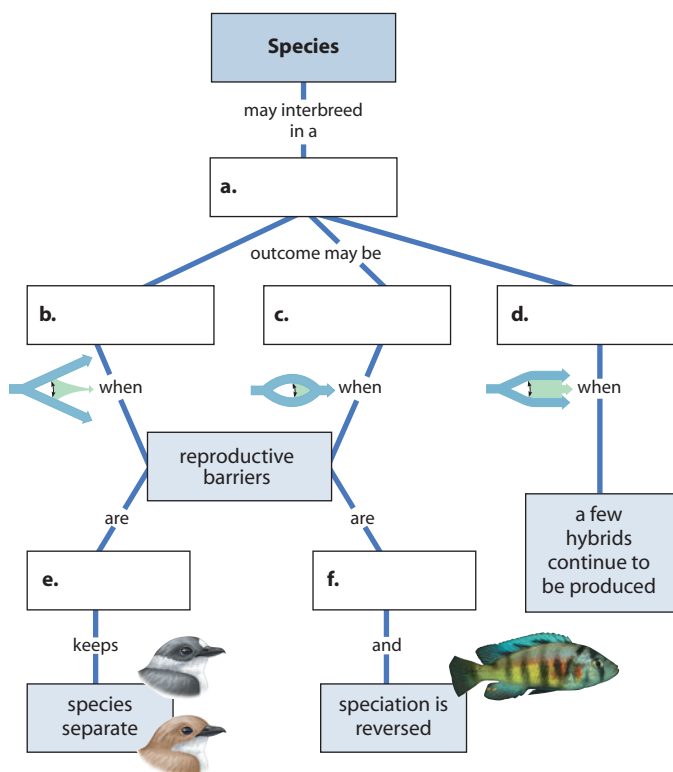 Species
may interbreed
in a
a.
outcome may be
b.
c.
d.
when
when
when
reproductive
barriers
are
are
a few
hybrids
continue to
be produced
e.
f.
keeps
and
species
separate
speciation is
reversed